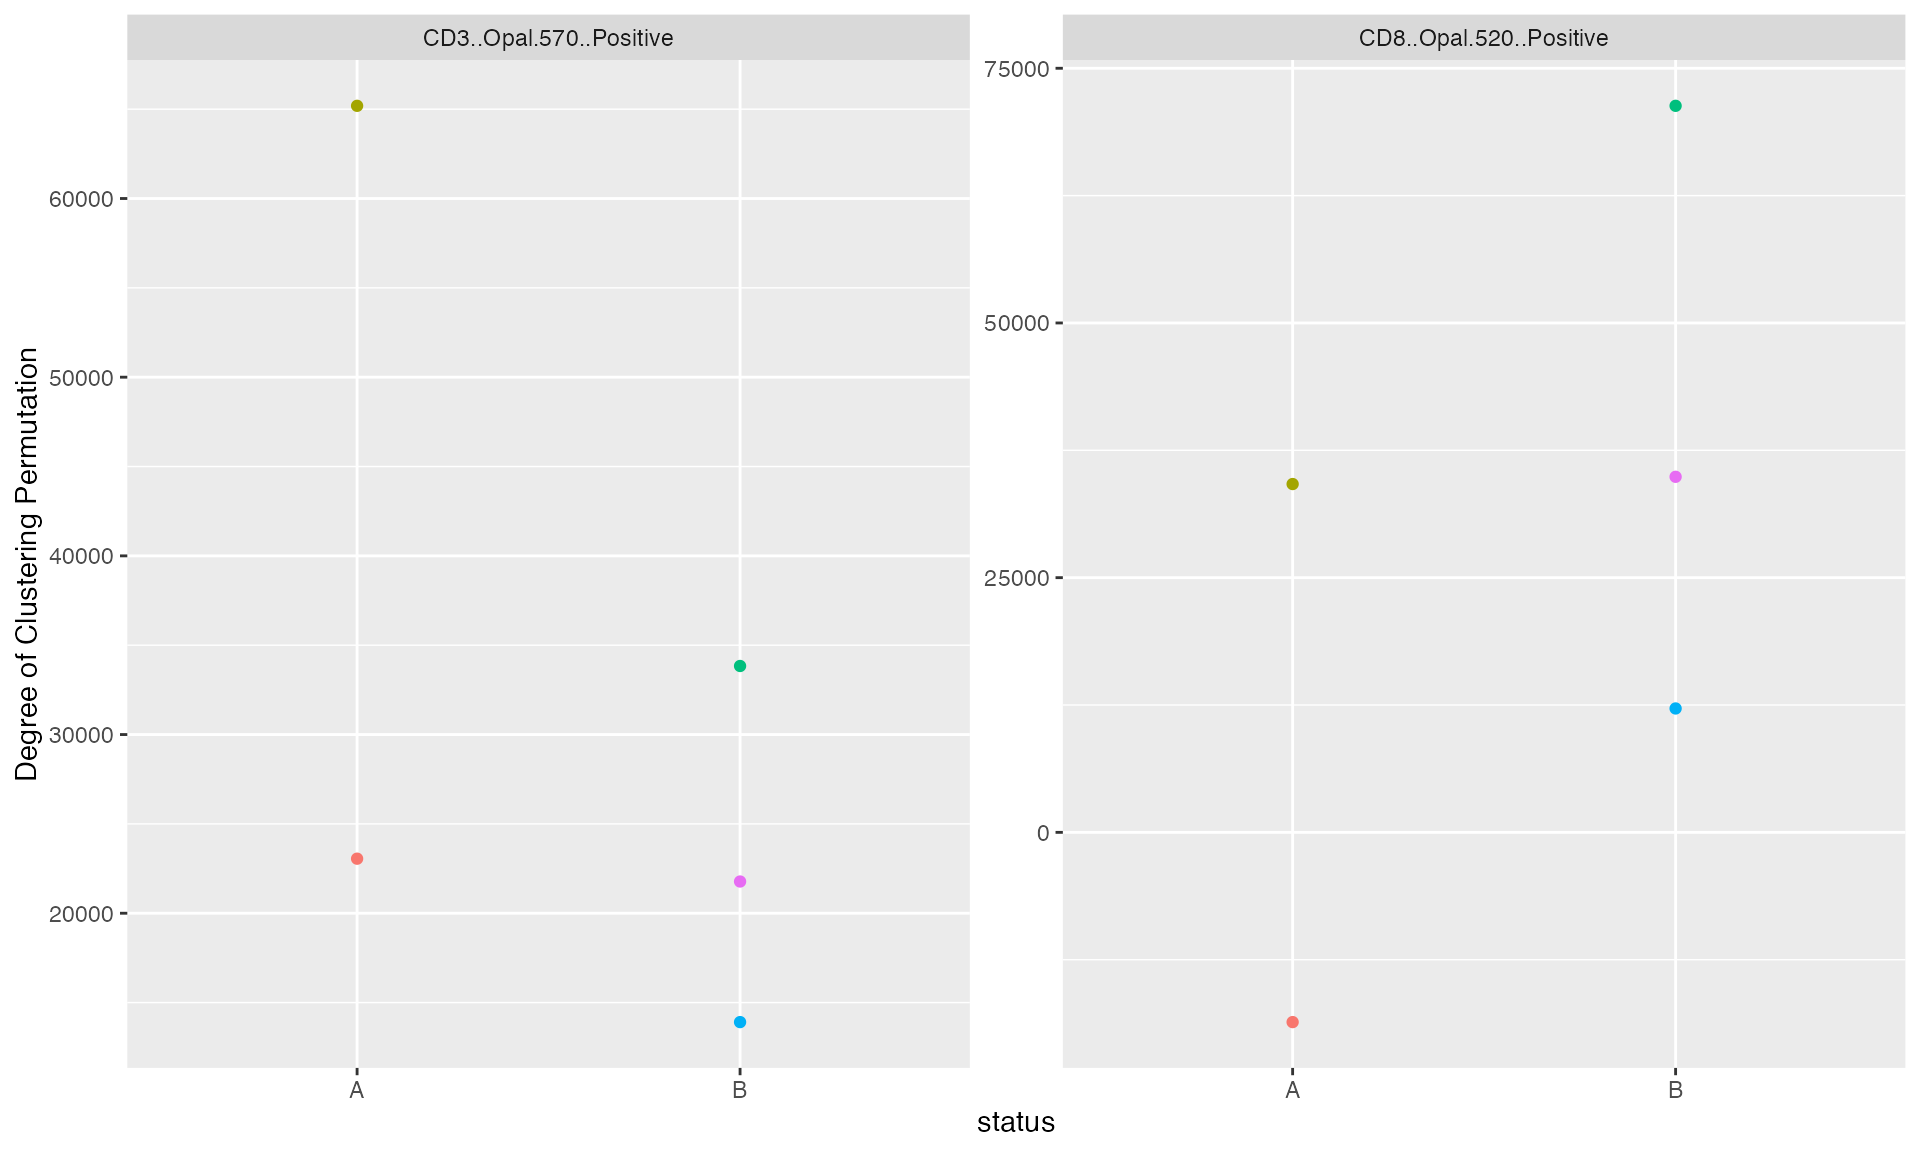 CD3..Opal.570..Positive
CD8..Opal.520..Positive
Degree of Clustering Permutation
60000
50000
40000
30000
20000
75000
50000
25000
0
A
B
A
B
status